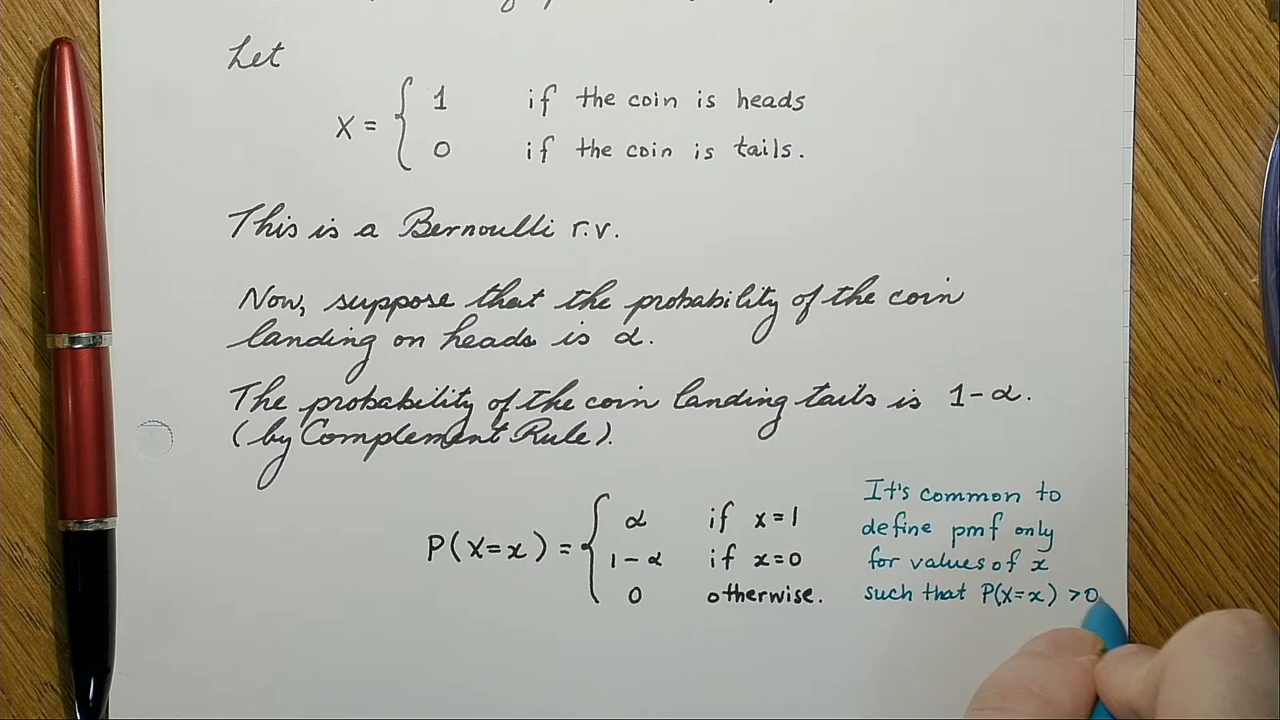 Let
X = { 1 if the coin is heads
0 if the coin is tails.
This is a Bernoulli r.v.
Now, suppose that the probability of the coin
landing on heads is α.
The probability of the coin landing tails is 1-α.
(by Complement Rule).
P(X=x) = { α if x=1
1-α if x=0
0 otherwise.
It's common to
define pmf only
for values of x
such that P(X=x) >0